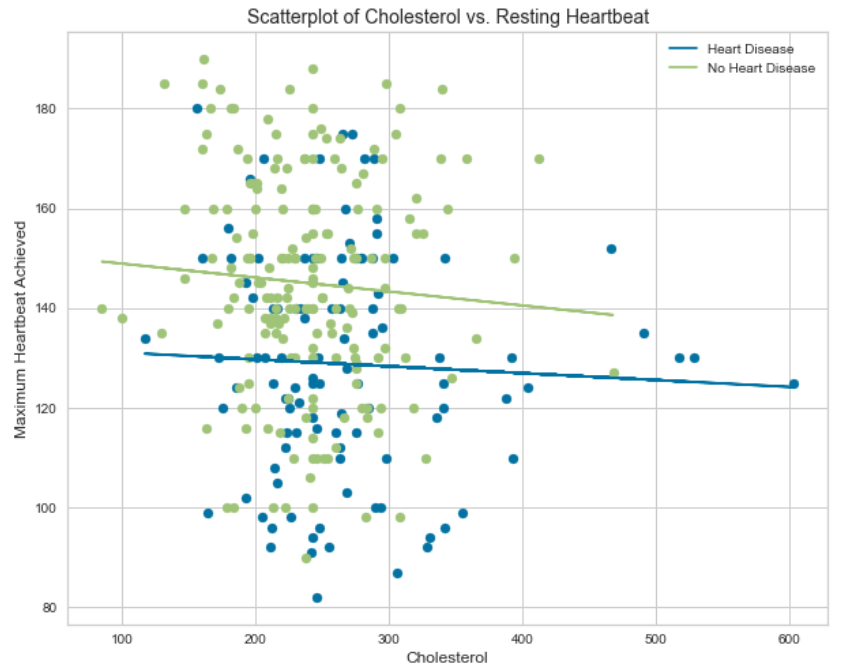 Scatterplot of Cholesterol vs. Resting Heartbeat
Heart Disease
No Heart Disease
Maximum Heartbeat Achieved
180
160
140
120
100
80
100 200 300 400 500 600
Cholesterol